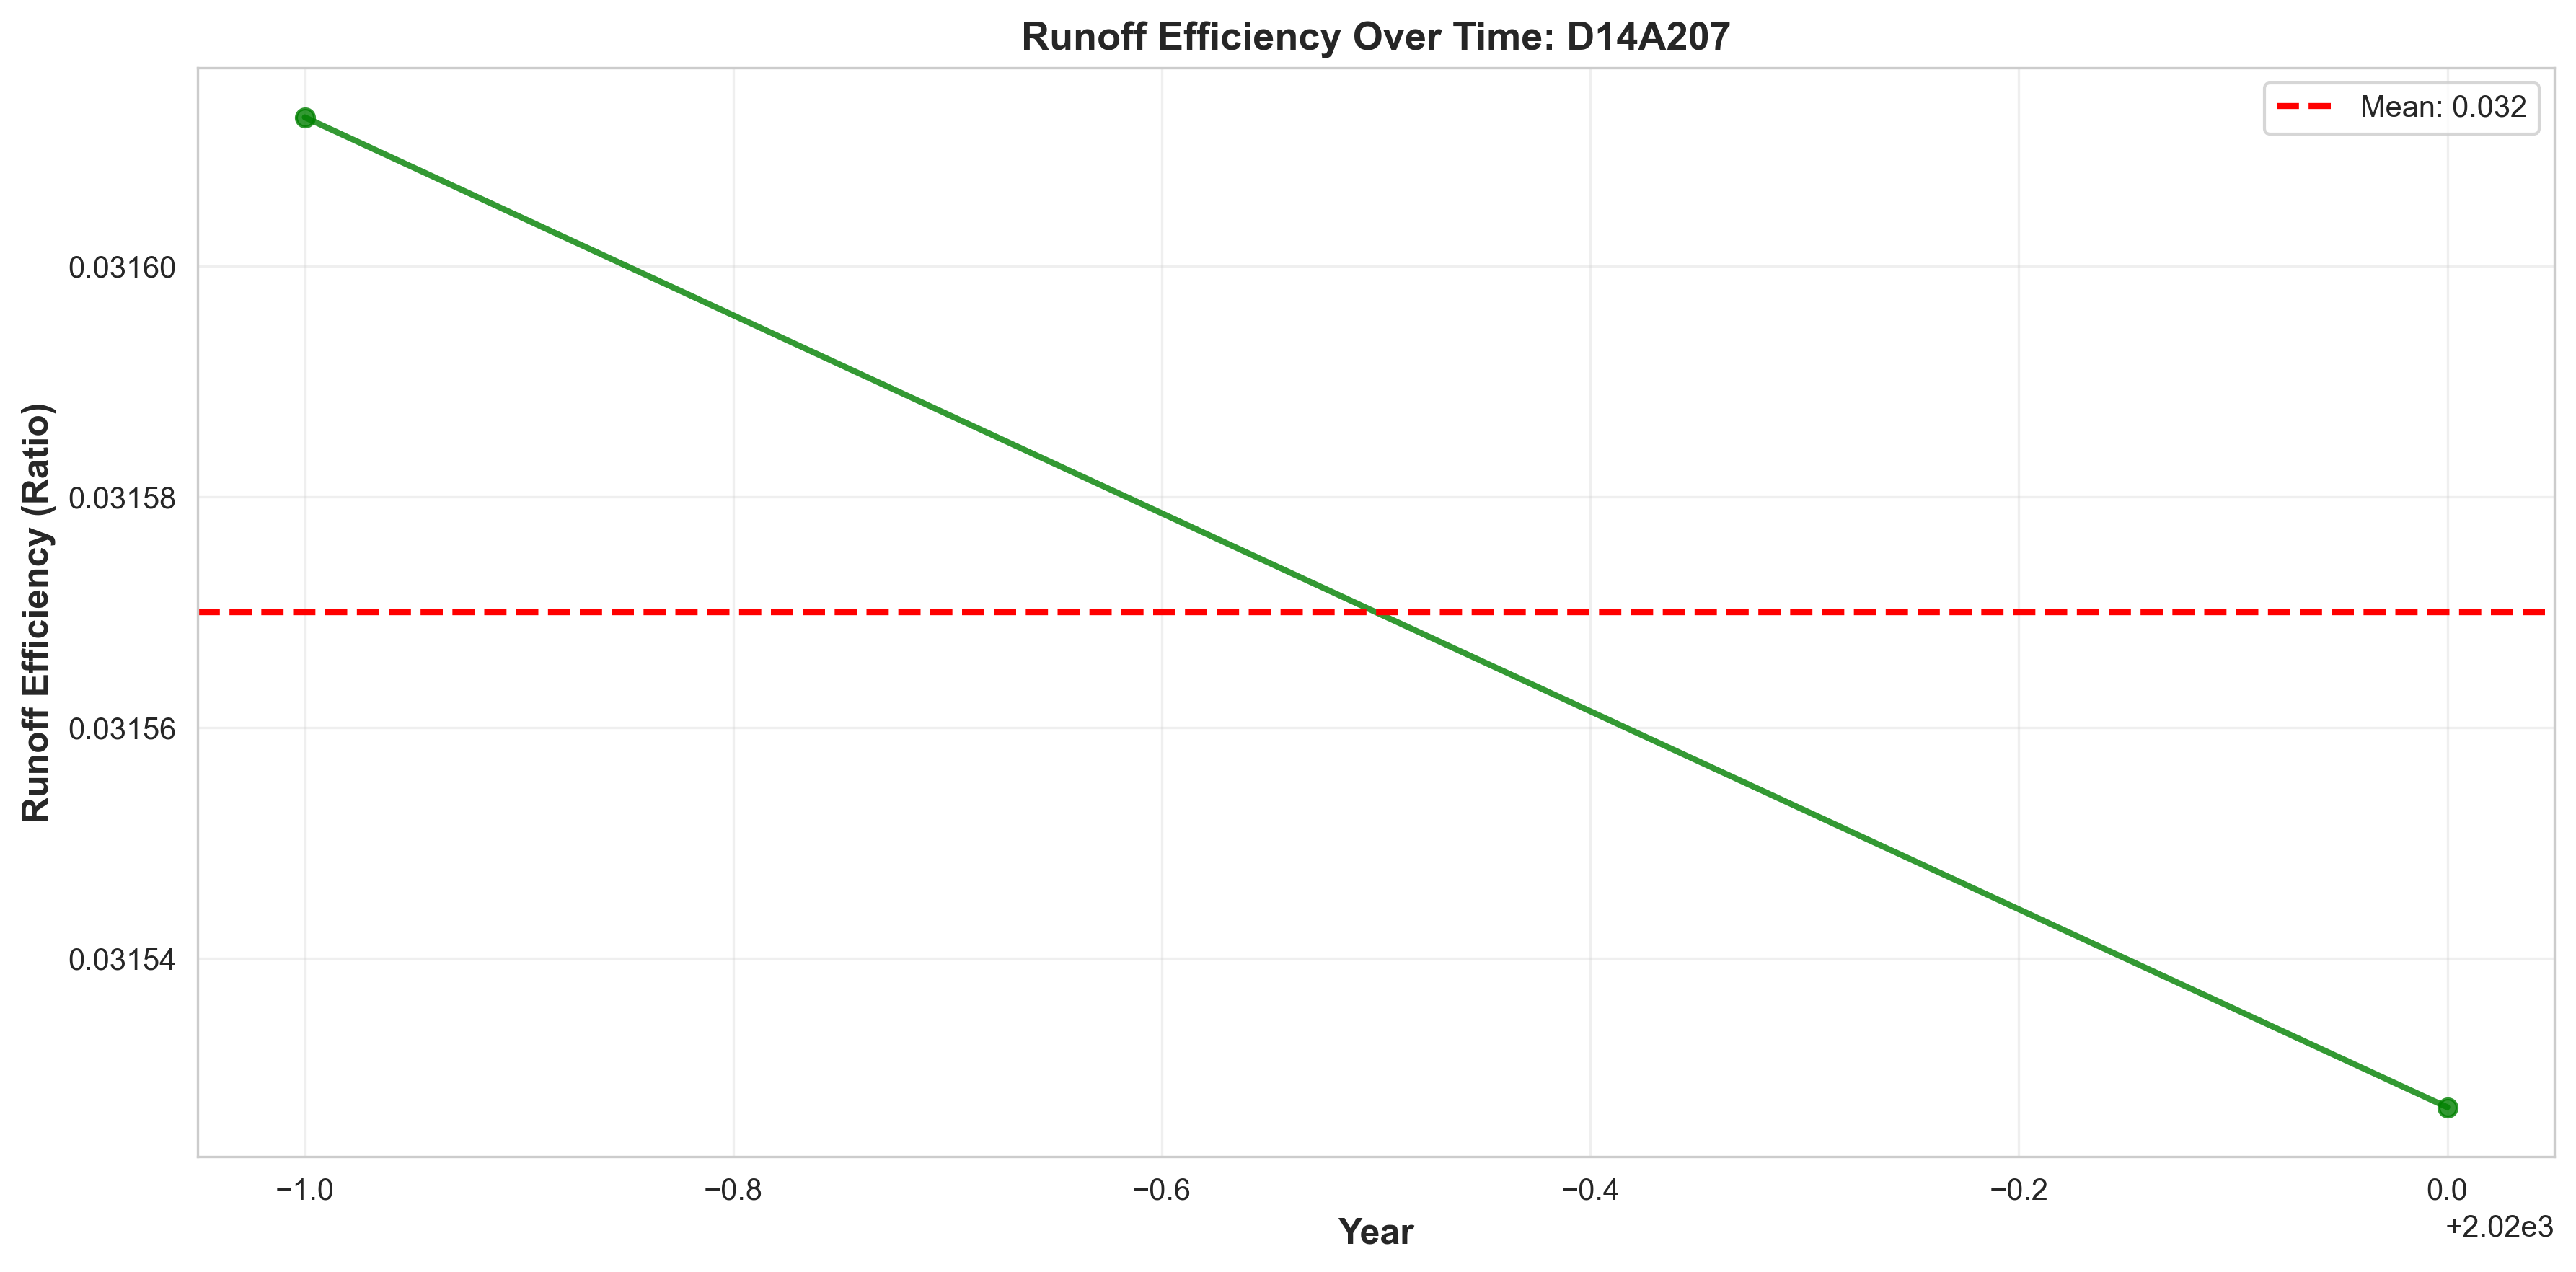 Runoff Efficiency Over Time: D14A207
Mean: 0.032
Runoff Efficiency (Ratio)
0.03160
0.03158
0.03156
0.03154
−1.0 −0.8 −0.6 −0.4 −0.2 0.0
+2.02e3
Year